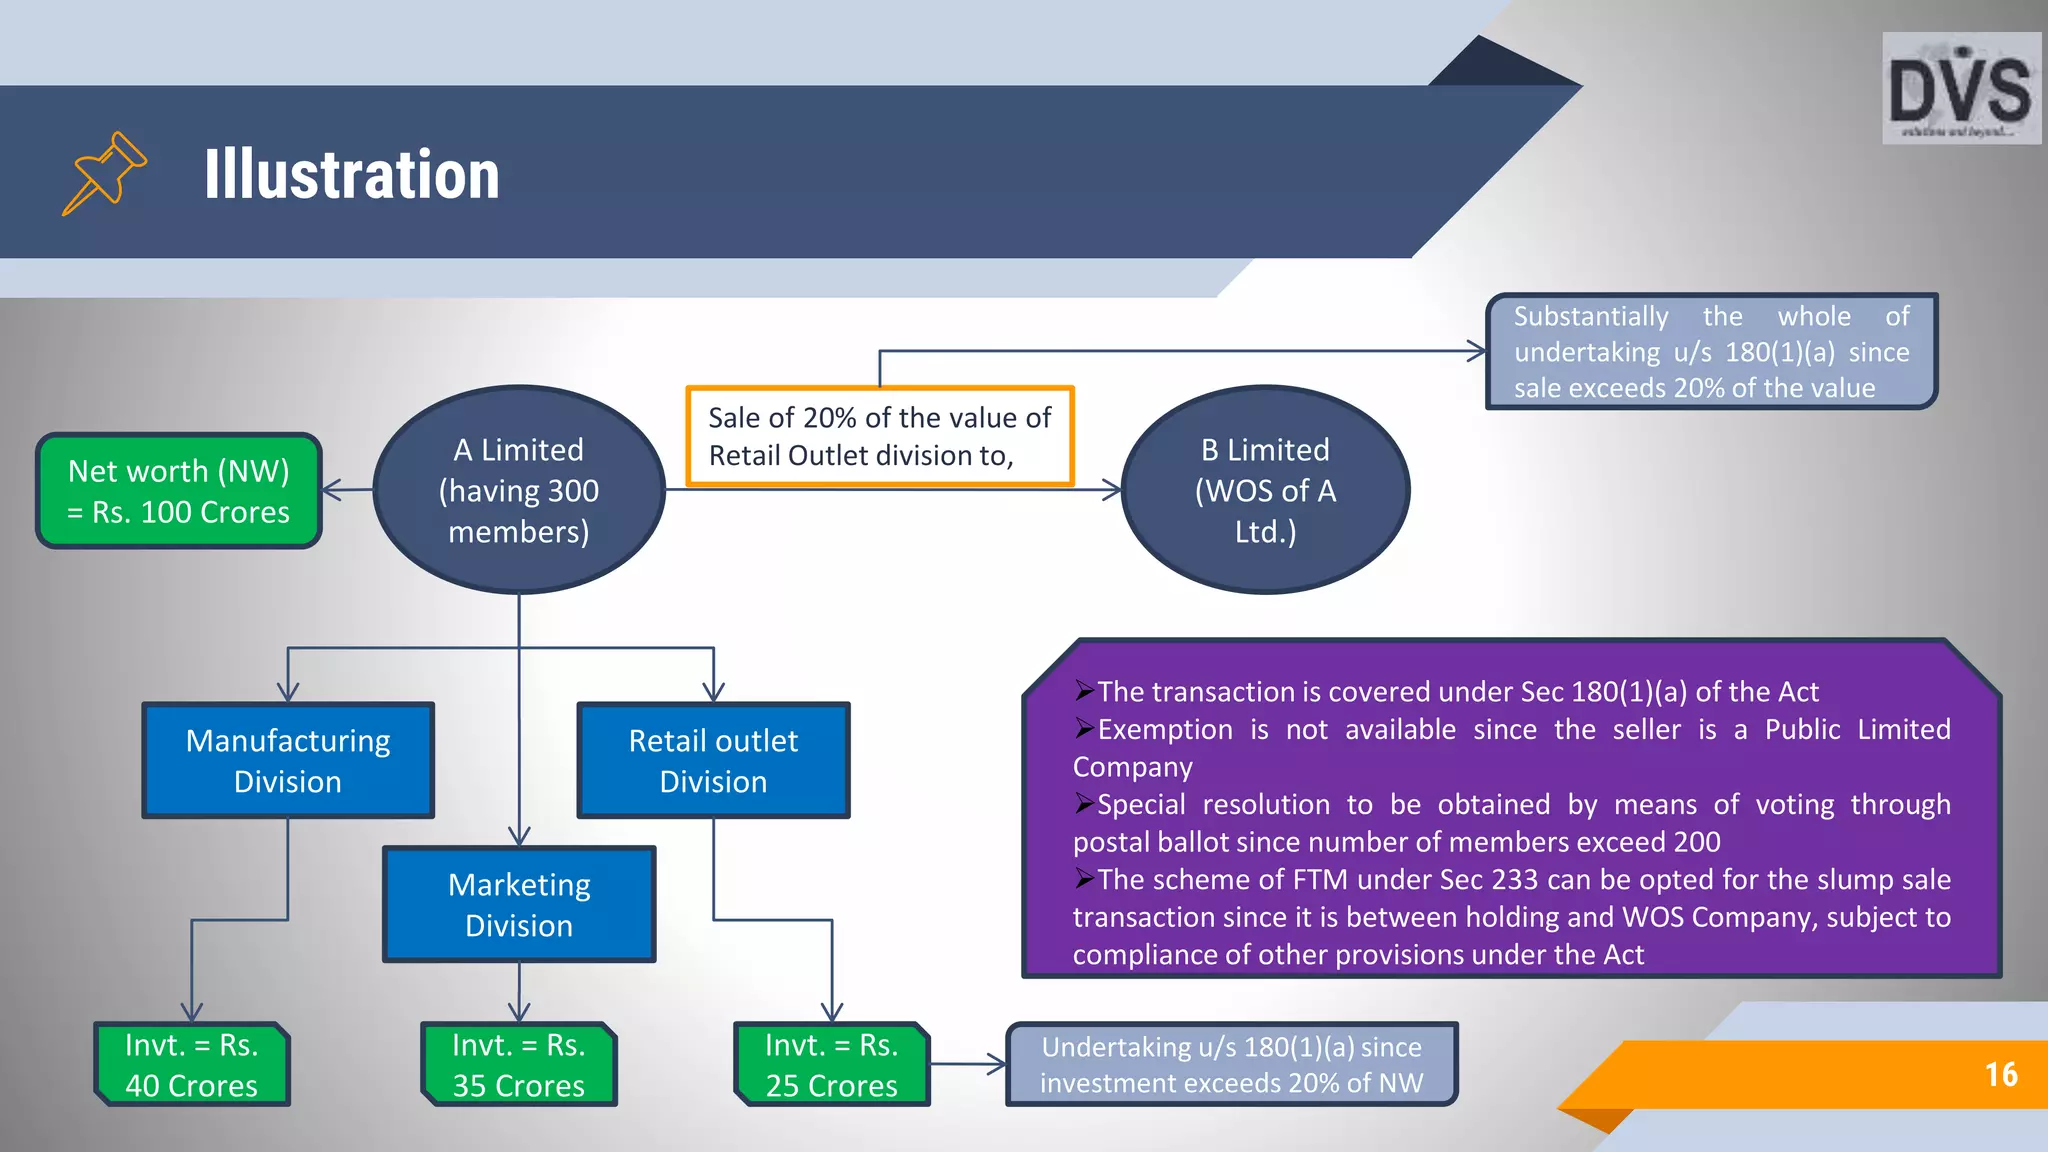 DVS
solutions and beyond...
Illustration
Substantially the whole of
undertaking u/s 180(1)(a) since
sale exceeds 20% of the value
Sale of 20% of the value of
Retail Outlet division to,
A Limited
(having 300
members)
B Limited
(WOS of A
Ltd.)
Net worth (NW)
= Rs. 100 Crores
Manufacturing
Division
Retail outlet
Division
Marketing
Division
➢The transaction is covered under Sec 180(1)(a) of the Act
➢Exemption is not available since the seller is a Public Limited
Company
➢Special resolution to be obtained by means of voting through
postal ballot since number of members exceed 200
➢The scheme of FTM under Sec 233 can be opted for the slump sale
transaction since it is between holding and WOS Company, subject to
compliance of other provisions under the Act
Invt. = Rs.
40 Crores
Invt. = Rs.
35 Crores
Invt. = Rs.
25 Crores
Undertaking u/s 180(1)(a) since
investment exceeds 20% of NW
16